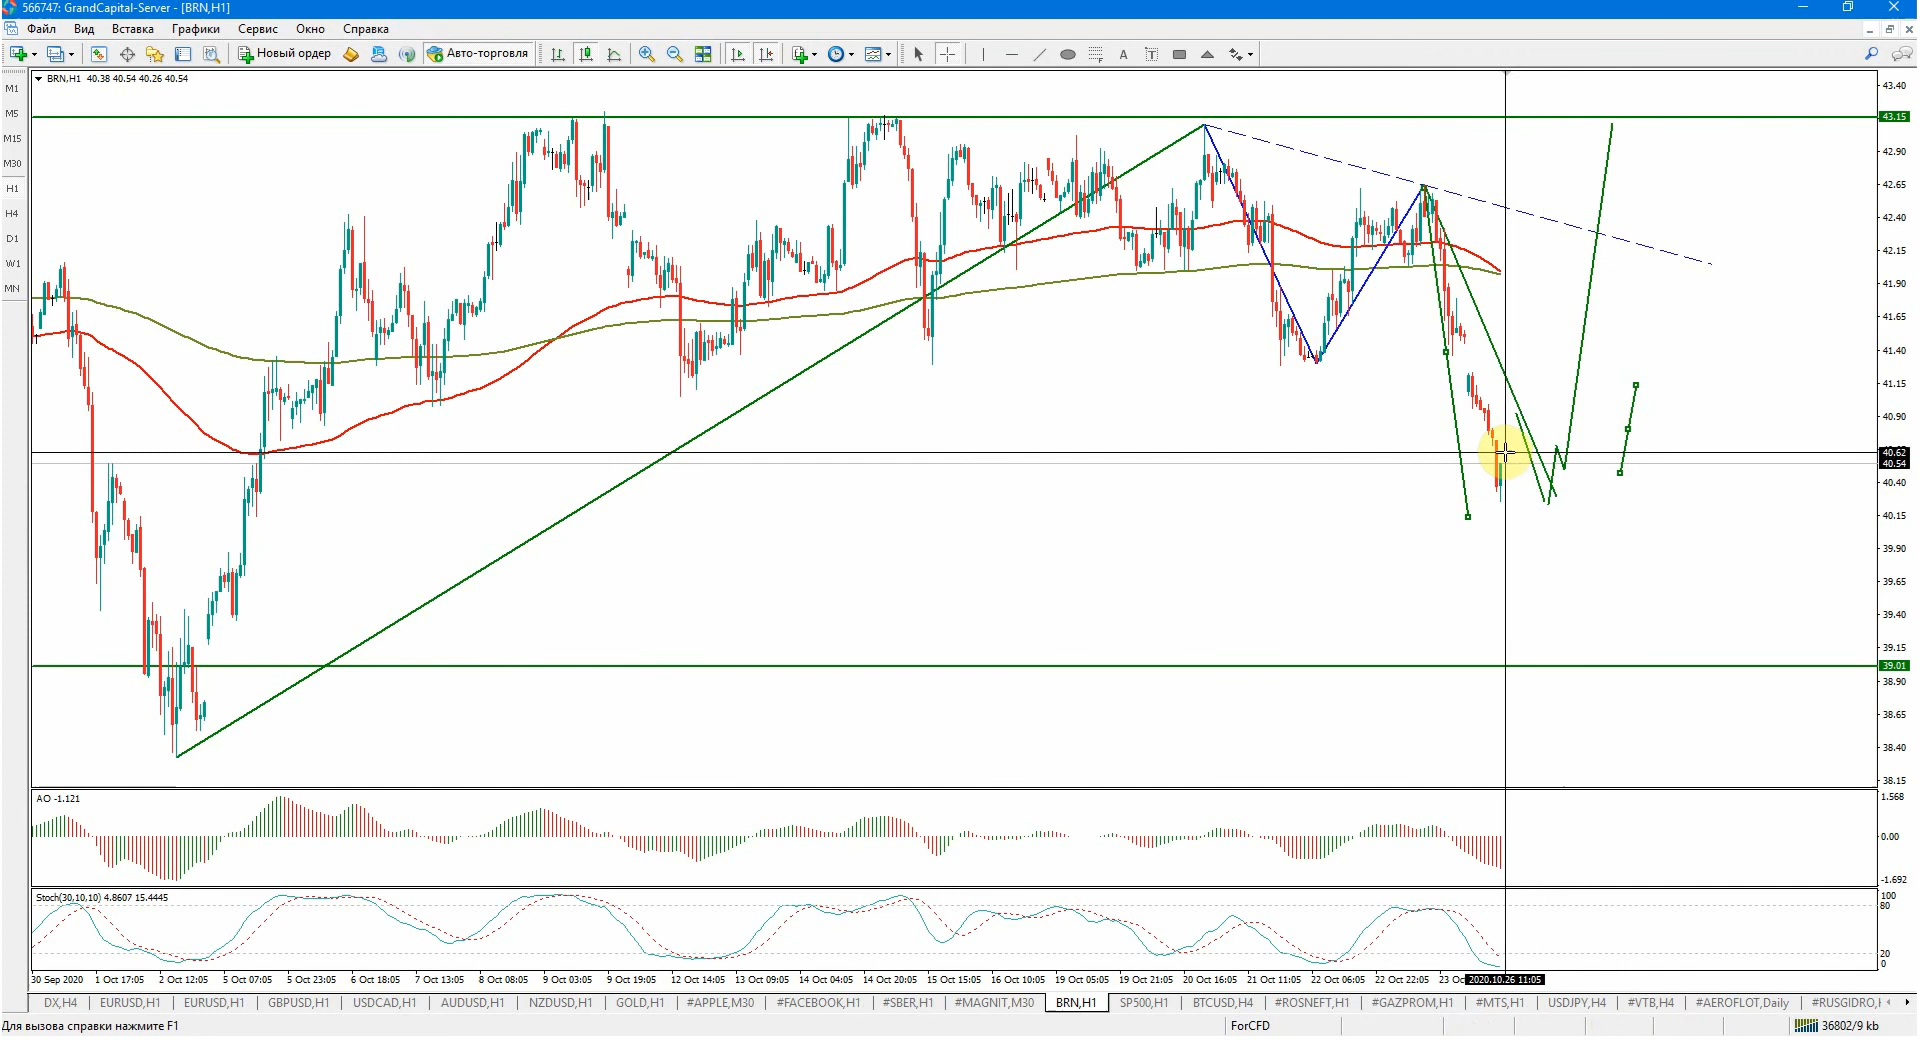 566747: GrandCapital-Server - [BRN,H1]
Файл Вид Вставка Графики Сервис Окно Справка
Новый ордер Авто-торговля
M1
M5
M15
M30
H1
H4
D1
W1
MN
BRN,H1 40.38 40.54 40.26 40.54
43.40
43.15
42.90
42.65
42.40
42.15
41.90
41.65
41.40
41.15
40.90
40.62
40.54
40.40
40.15
39.90
39.65
39.40
39.15
39.01
38.90
38.65
38.40
38.15
AO -1.121
1.568
0.00
-1.692
Stoch(30,10,10) 4.8607 15.4445
100
80
20
0
30 Sep 2020 1 Oct 17:05 2 Oct 12:05 5 Oct 07:05 5 Oct 23:05 6 Oct 18:05 7 Oct 13:05 8 Oct 08:05 9 Oct 03:05 9 Oct 19:05 12 Oct 14:05 13 Oct 09:05 14 Oct 04:05 14 Oct 20:05 15 Oct 15:05 16 Oct 10:05 19 Oct 05:05 19 Oct 21:05 20 Oct 16:05 21 Oct 11:05 22 Oct 06:05 22 Oct 22:05 23 Oc 2020.10.26 11:05
DX,H4 EURUSD,H1 EURUSD,H1 GBPUSD,H1 USDCAD,H1 AUDUSD,H1 NZDUSD,H1 GOLD,H1 #APPLE,M30 #FACEBOOK,H1 #SBER,H1 #MAGNIT,M30 BRN,H1 SP500,H1 BTCUSD,H4 #ROSNEFT,H1 #GAZPROM,H1 #MTS,H1 USDJPY,H4 #VTB,H4 #AEROFLOT,Daily #RUSGIDRO,H
Для вызова справки нажмите F1 ForCFD 36802/9 kb